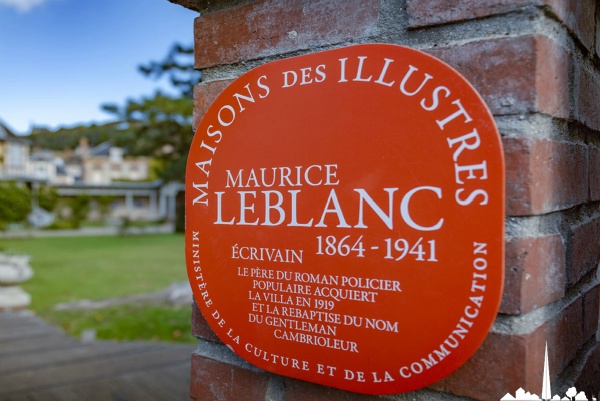 MAISONS DES ILLUSTRES
MAURICE
LEBLANC
1864 - 1941
ÉCRIVAIN
LE PÈRE DU ROMAN POLICIER
POPULAIRE ACQUIERT
LA VILLA EN 1919
ET LA REBAPTISE DU NOM
DU GENTLEMAN
CAMBRIOLEUR
MINISTÈRE DE LA CULTURE ET DE LA COMMUNICATION